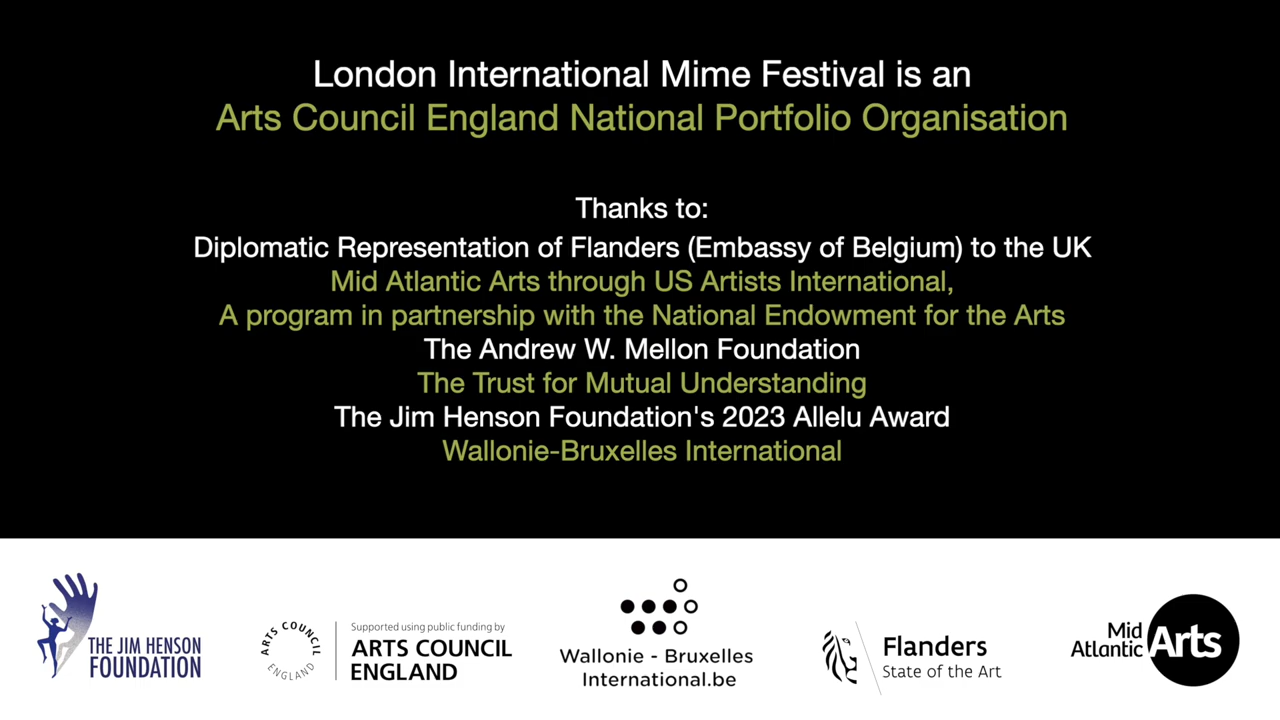 London International Mime Festival is an
Arts Council England National Portfolio Organisation
Thanks to:
Diplomatic Representation of Flanders (Embassy of Belgium) to the UK
Mid Atlantic Arts through US Artists International,
A program in partnership with the National Endowment for the Arts
The Andrew W. Mellon Foundation
The Trust for Mutual Understanding
The Jim Henson Foundation's 2023 Allelu Award
Wallonie-Bruxelles International
THE JIM HENSON
FOUNDATION
ARTS COUNCIL
ENGLAND
Supported using public funding by
ARTS COUNCIL
ENGLAND
Wallonie - Bruxelles
International.be
Flanders
State of the Art
Mid
Atlantic
Arts